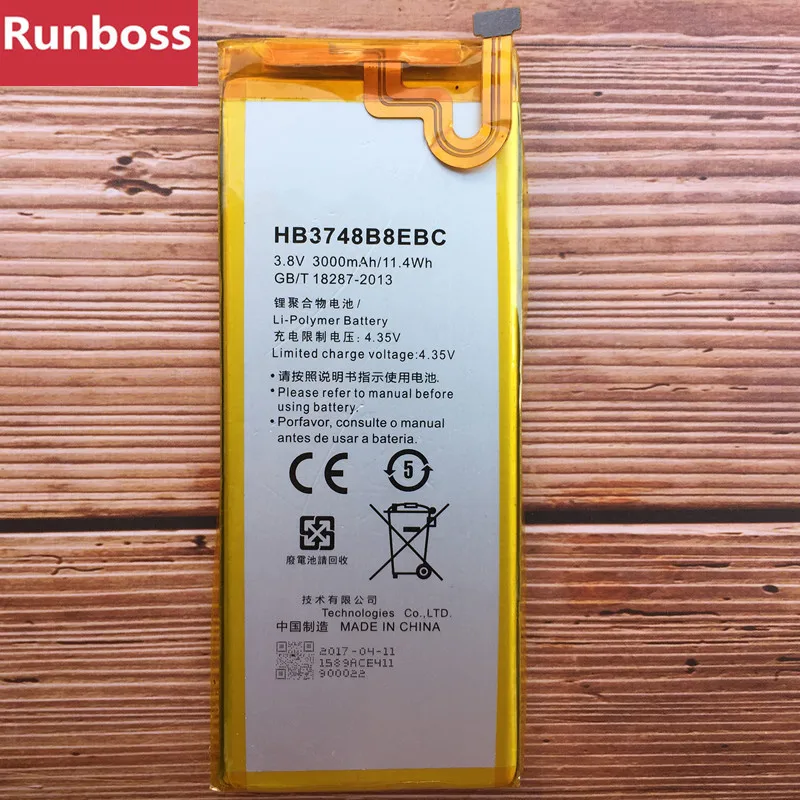 Runboss
HB3748B8EBC
3.8V 3000mAh/11.4Wh
GB/T 18287-2013
锂聚合物电池/
Li-Polymer Battery
充电限制电压: 4.35V
Limited charge voltage:4.35V
•请按照说明书指示使用电池.
•Please refer to manual before
using battery.
•Porfavor, consulte o manual
antes de usar a bateria.
CE 5
廢電池請回收
技术有限公司
Technologies Co.,LTD.
中国制造 MADE IN CHINA
2017-04-11
1589ACE411
900022